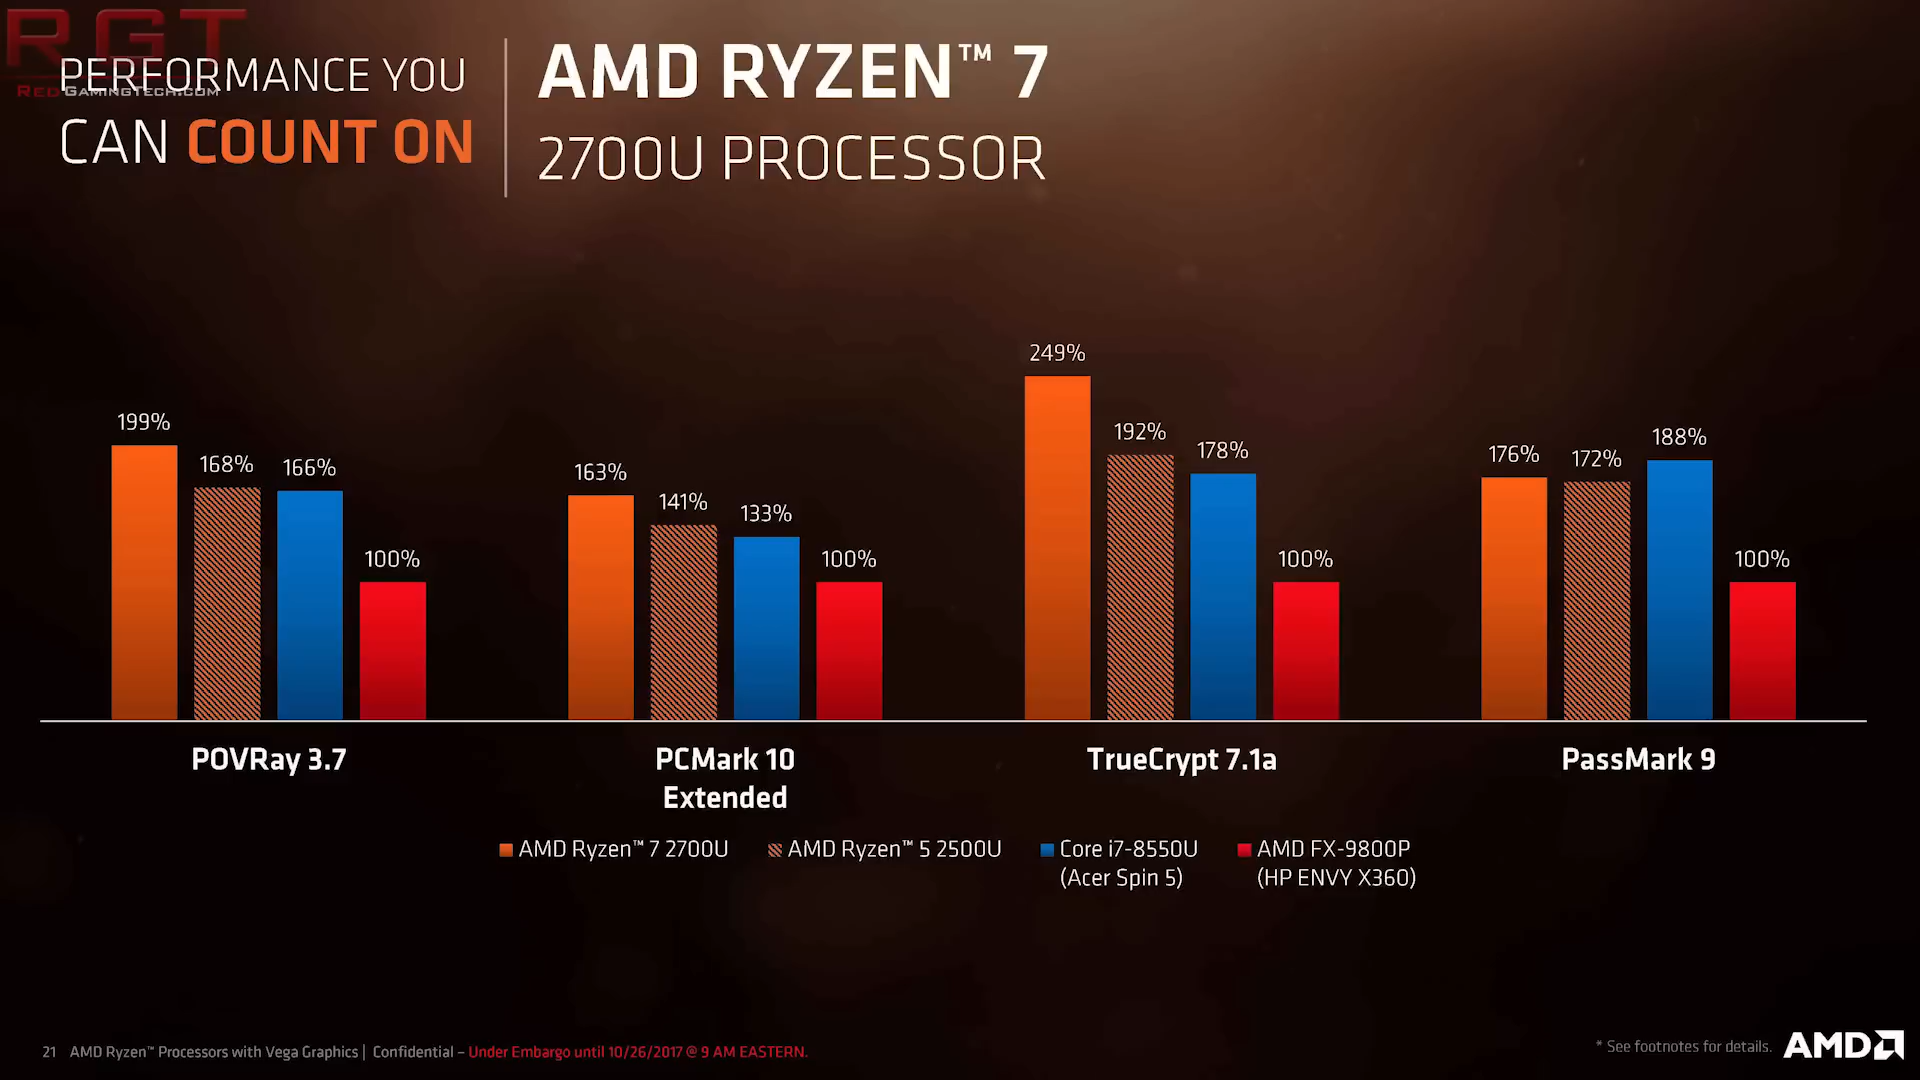 RGT
REDGAMINGTECH.COM
PERFORMANCE YOU
CAN COUNT ON
AMD RYZEN™ 7
2700U PROCESSOR
199%
168%
166%
100%
163%
141%
133%
100%
249%
192%
178%
100%
176%
172%
188%
100%
POVRay 3.7
PCMark 10
Extended
TrueCrypt 7.1a
PassMark 9
AMD Ryzen™ 7 2700U
AMD Ryzen™ 5 2500U
Core i7-8550U
(Acer Spin 5)
AMD FX-9800P
(HP ENVY X360)
21 AMD Ryzen™ Processors with Vega Graphics | Confidential – Under Embargo until 10/26/2017 @ 9 AM EASTERN.
* See footnotes for details.
AMD